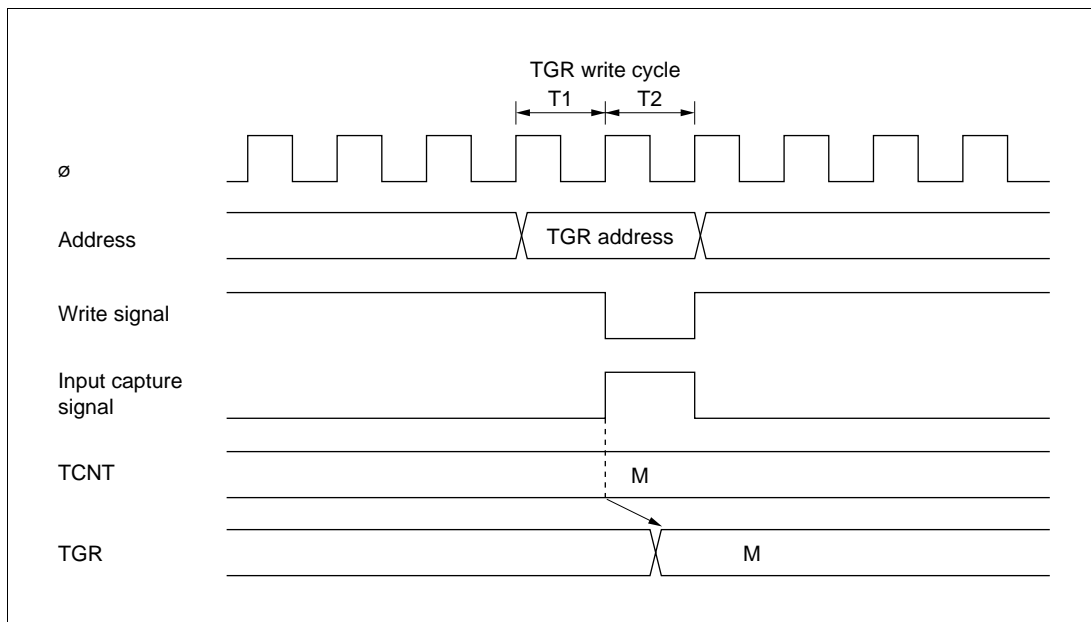 TGR write cycle
T1 T2
ø
Address
TGR address
Write signal
Input capture
signal
TCNT
M
TGR
M